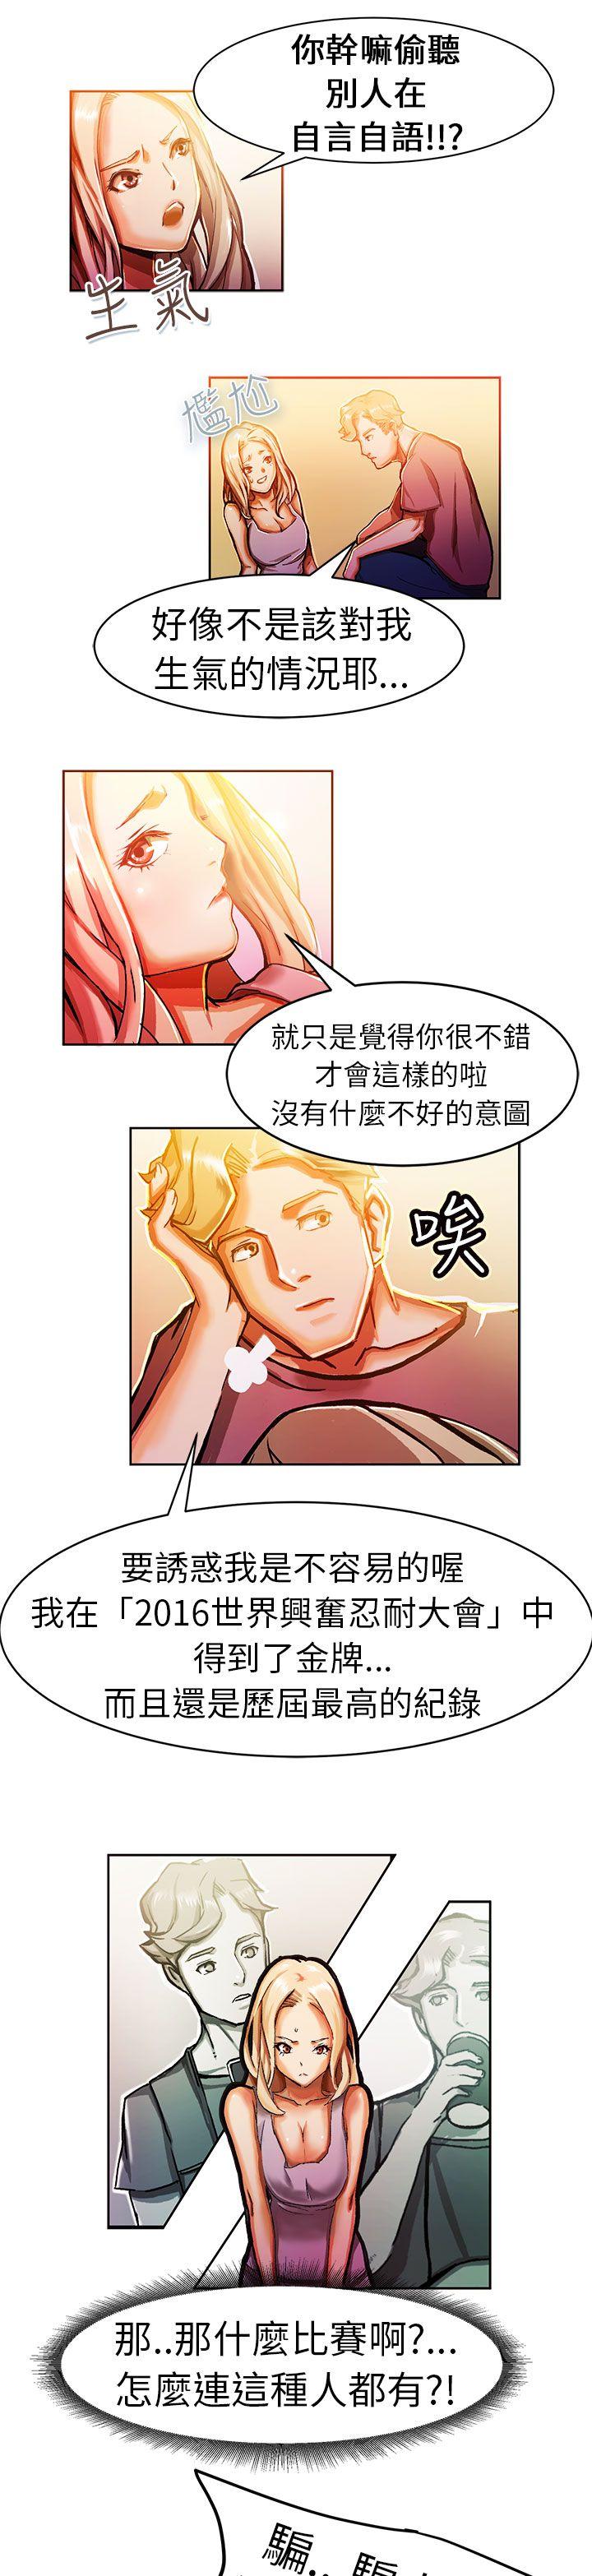 你幹嘛偷聽
別人在
自言自語!!?
生氣
尷尬
好像不是該對我
生氣的情況耶...
就只是覺得你很不錯
才會這樣的啦
沒有什麼不好的意圖
唉
要誘惑我是不容易的喔
我在「2016世界興奮忍耐大會」中
得到了金牌...
而且還是歷屆最高的紀錄
那..那什麼比賽啊?...
怎麼連這種人都有?!
騙..